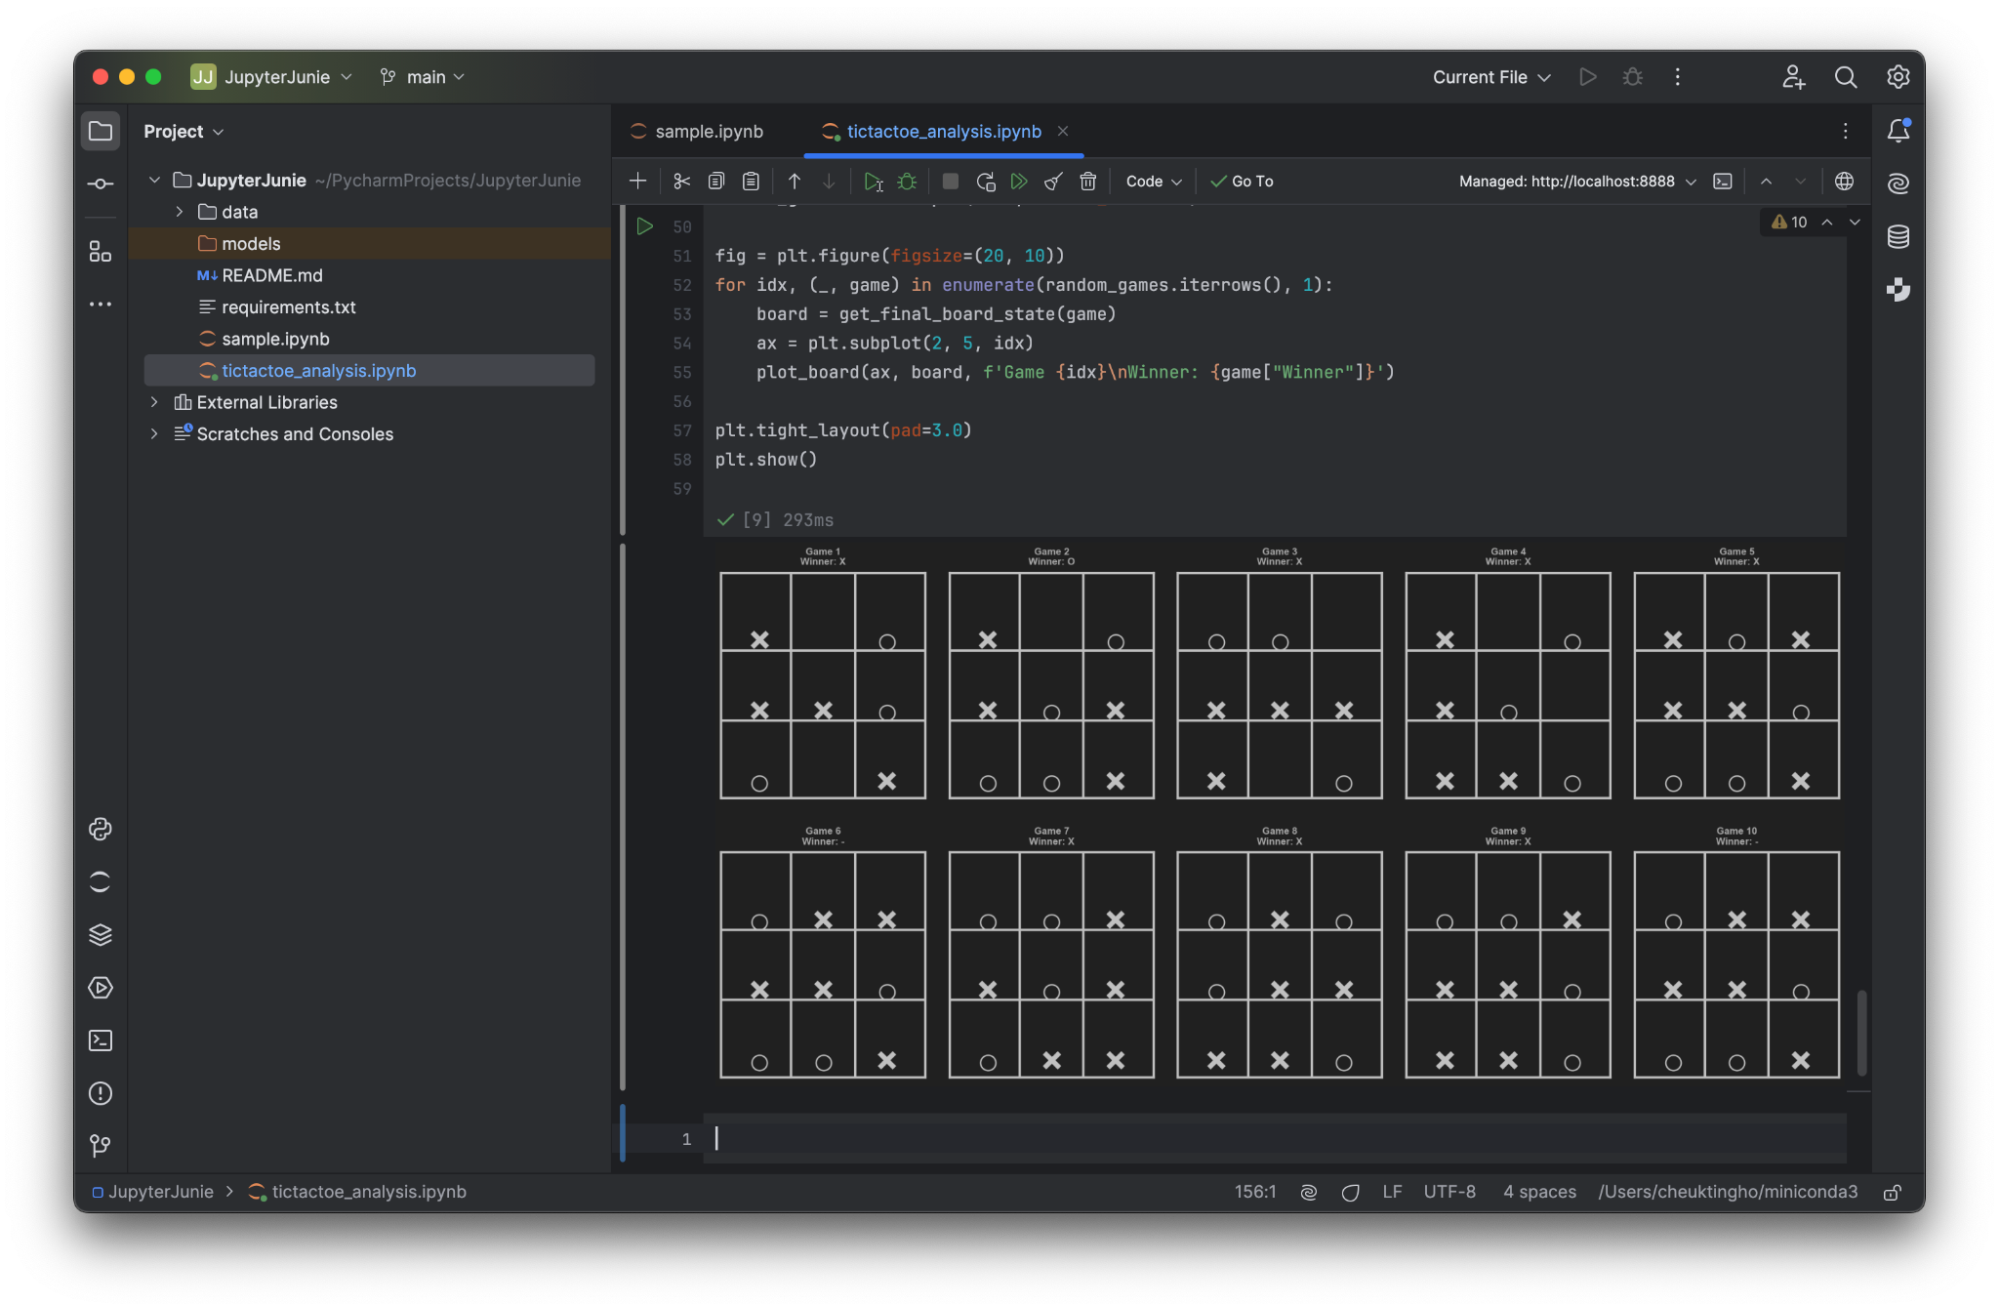 JJ JupyterJunie main Current File
Project
sample.ipynb tictactoe_analysis.ipynb
JupyterJunie ~/PycharmProjects/JupyterJunie
data
models
M↓ README.md
requirements.txt
sample.ipynb
tictactoe_analysis.ipynb
External Libraries
Scratches and Consoles
Code Go To Managed: http://localhost:8888
10
50
51 fig = plt.figure(figsize=(20, 10))
52 for idx, (_, game) in enumerate(random_games.iterrows(), 1):
53 board = get_final_board_state(game)
54 ax = plt.subplot(2, 5, idx)
55 plot_board(ax, board, f'Game {idx}\nWinner: {game["Winner"]}')
56
57 plt.tight_layout(pad=3.0)
58 plt.show()
59
[9] 293ms
Game 1
Winner: X
X O
X X O
O X
Game 2
Winner: O
X O
X O X
O O X
Game 3
Winner: X
O O
X X X
X O
Game 4
Winner: X
X O
X O
X X O
Game 5
Winner: X
X O X
X X O
O O X
Game 6
Winner: -
O X X
X X O
O O X
Game 7
Winner: X
O O X
X O X
O X X
Game 8
Winner: X
O X O
O X X
X X O
Game 9
Winner: X
O O X
X X O
X X O
Game 10
Winner: -
O X X
X X O
O O X
1
JupyterJunie > tictactoe_analysis.ipynb 156:1 LF UTF-8 4 spaces /Users/cheuktingho/miniconda3